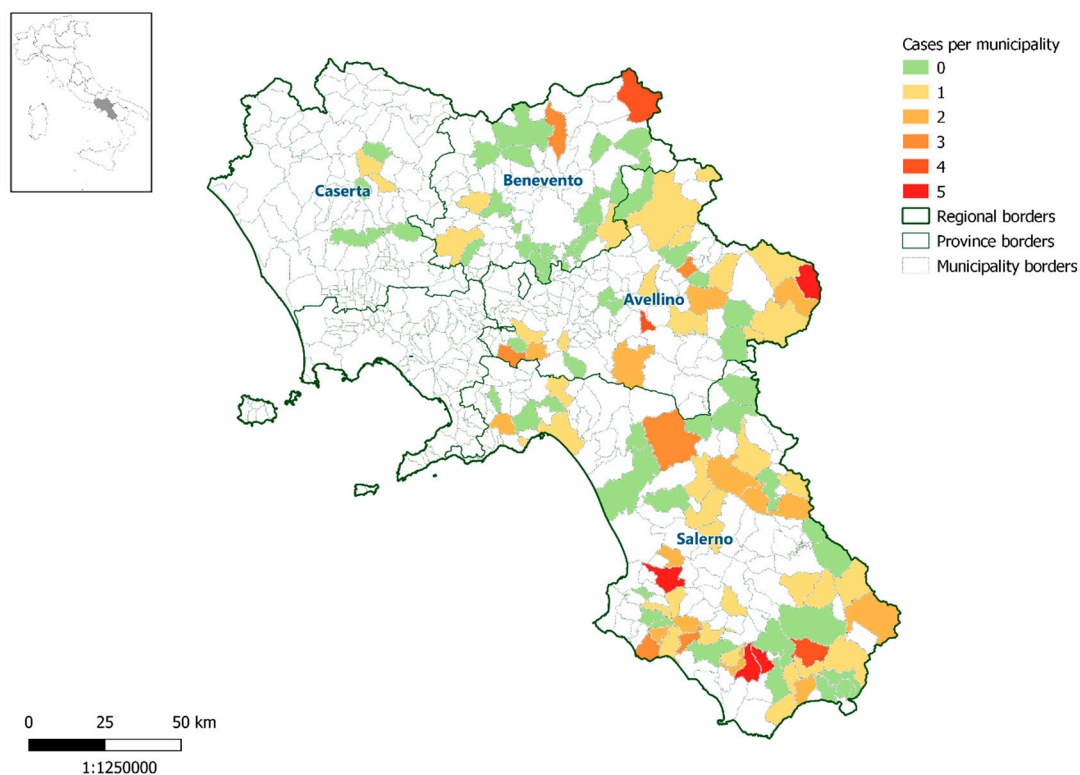 Cases per municipality
0
1
2
3
4
5
Regional borders
Province borders
Municipality borders
Caserta
Benevento
Avellino
Salerno
0 25 50 km
1:1250000